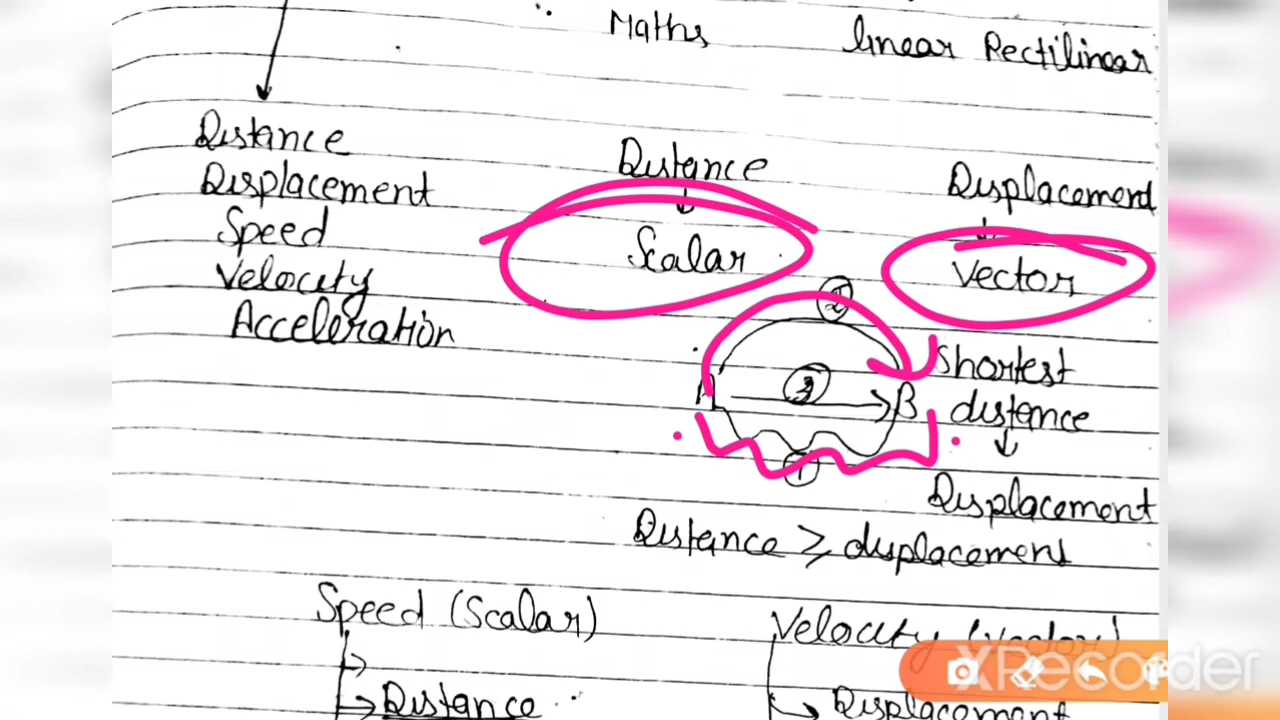 Maths
linear Rectilinear
Distance
Displacement
Speed
Velocity
Acceleration
Distance
Scalar
Displacement
Vector
2
A 3 B
1
Shortest
distance
Displacement
Distance ≥ displacement
Speed (Scalar)
Distance
Velocity (Vector)
Displacement
XRecorder